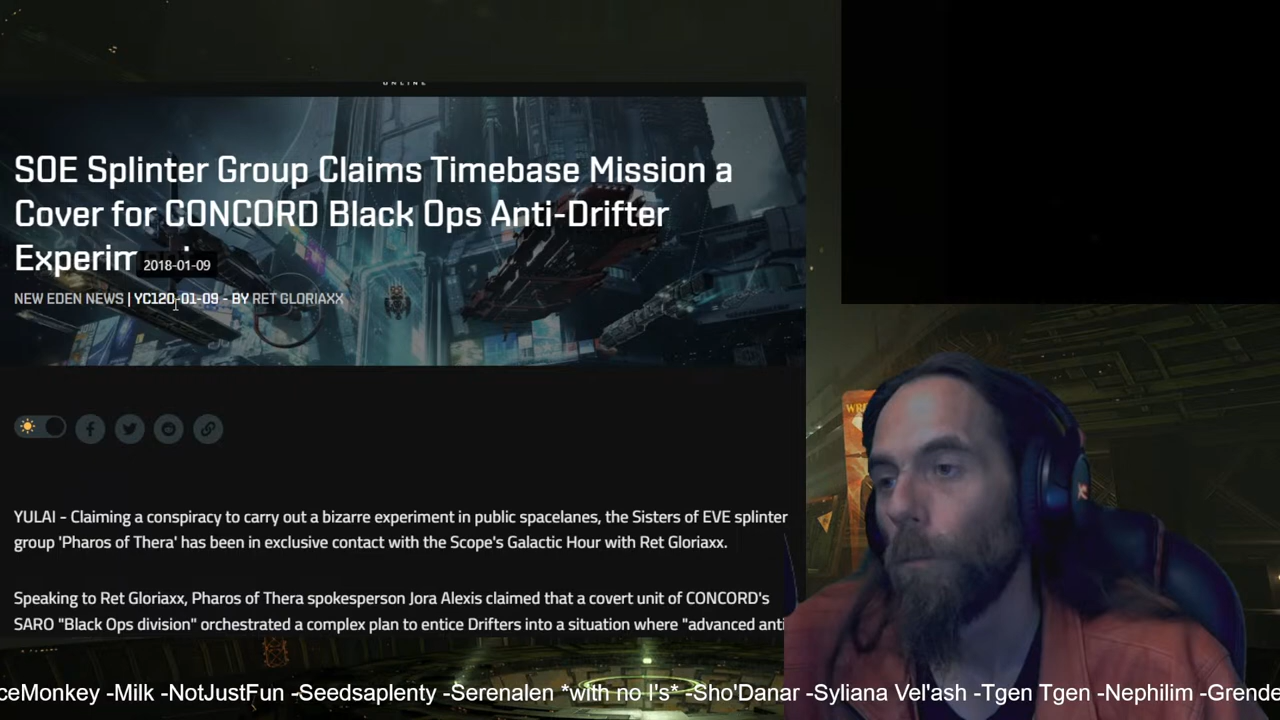 ONLINE
SOE Splinter Group Claims Timebase Mission a
Cover for CONCORD Black Ops Anti-Drifter
2018-01-09
NEW EDEN NEWS | YC120-01-09 - BY RET GLORIAXX
YULAI - Claiming a conspiracy to carry out a bizarre experiment in public spacelanes, the Sisters of EVE splinter
group 'Pharos of Thera' has been in exclusive contact with the Scope's Galactic Hour with Ret Gloriaxx.
Speaking to Ret Gloriaxx, Pharos of Thera spokesperson Jora Alexis claimed that a covert unit of CONCORD's
SARO "Black Ops division" orchestrated a complex plan to entice Drifters into a situation where "advanced anti
ceMonkey -Milk -NotJustFun -Seedsaplenty -Serenalen *with no I's* -Sho'Danar -Syliana Vel'ash -Tgen Tgen -Nephilim -Grende